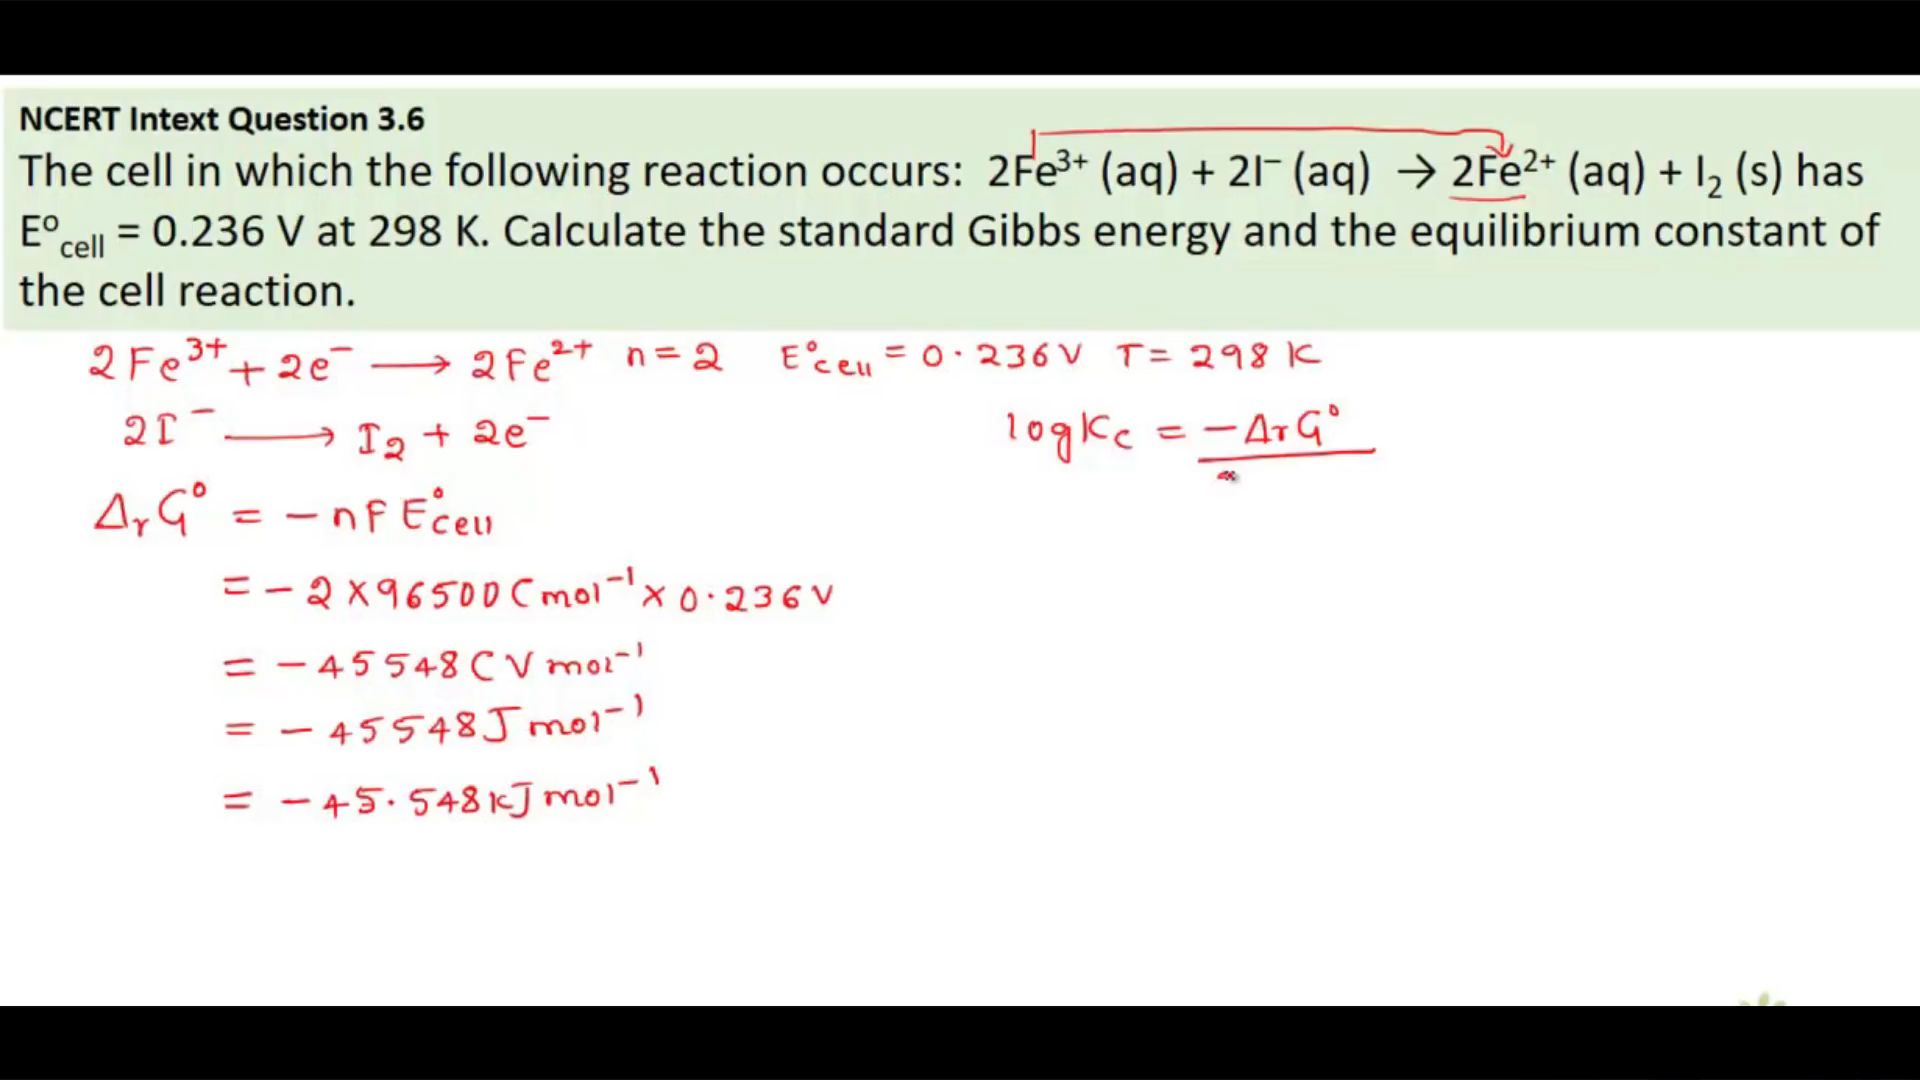 NCERT Intext Question 3.6
The cell in which the following reaction occurs: 2Fe³⁺ (aq) + 2I⁻ (aq) → 2Fe²⁺ (aq) + I₂ (s) has
E°cell = 0.236 V at 298 K. Calculate the standard Gibbs energy and the equilibrium constant of
the cell reaction.
2Fe³⁺ + 2e⁻ → 2Fe²⁺ n = 2 E°cell = 0.236 V T = 298 K
2I⁻ → I₂ + 2e⁻
log Kc = −ΔrG°
ΔrG° = − nFE°cell
= − 2 × 96500 C mol⁻¹ × 0.236 V
= − 45548 C V mol⁻¹
= − 45548 J mol⁻¹
= − 45.548 kJ mol⁻¹